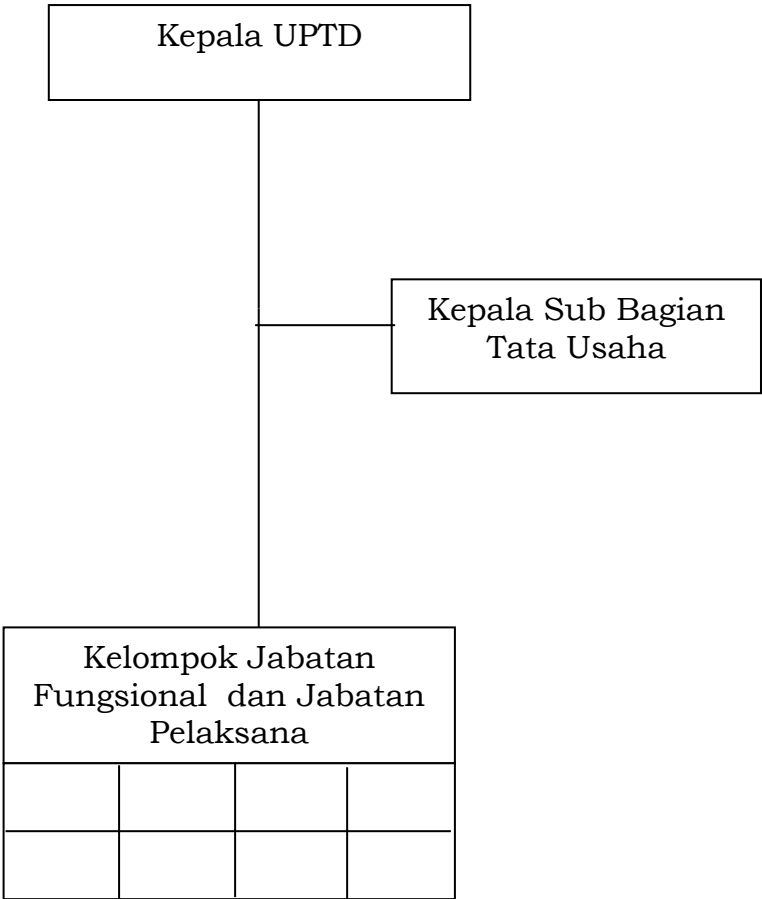 Kepala UPTD
Kepala Sub Bagian
Tata Usaha
Kelompok Jabatan
Fungsional dan Jabatan
Pelaksana